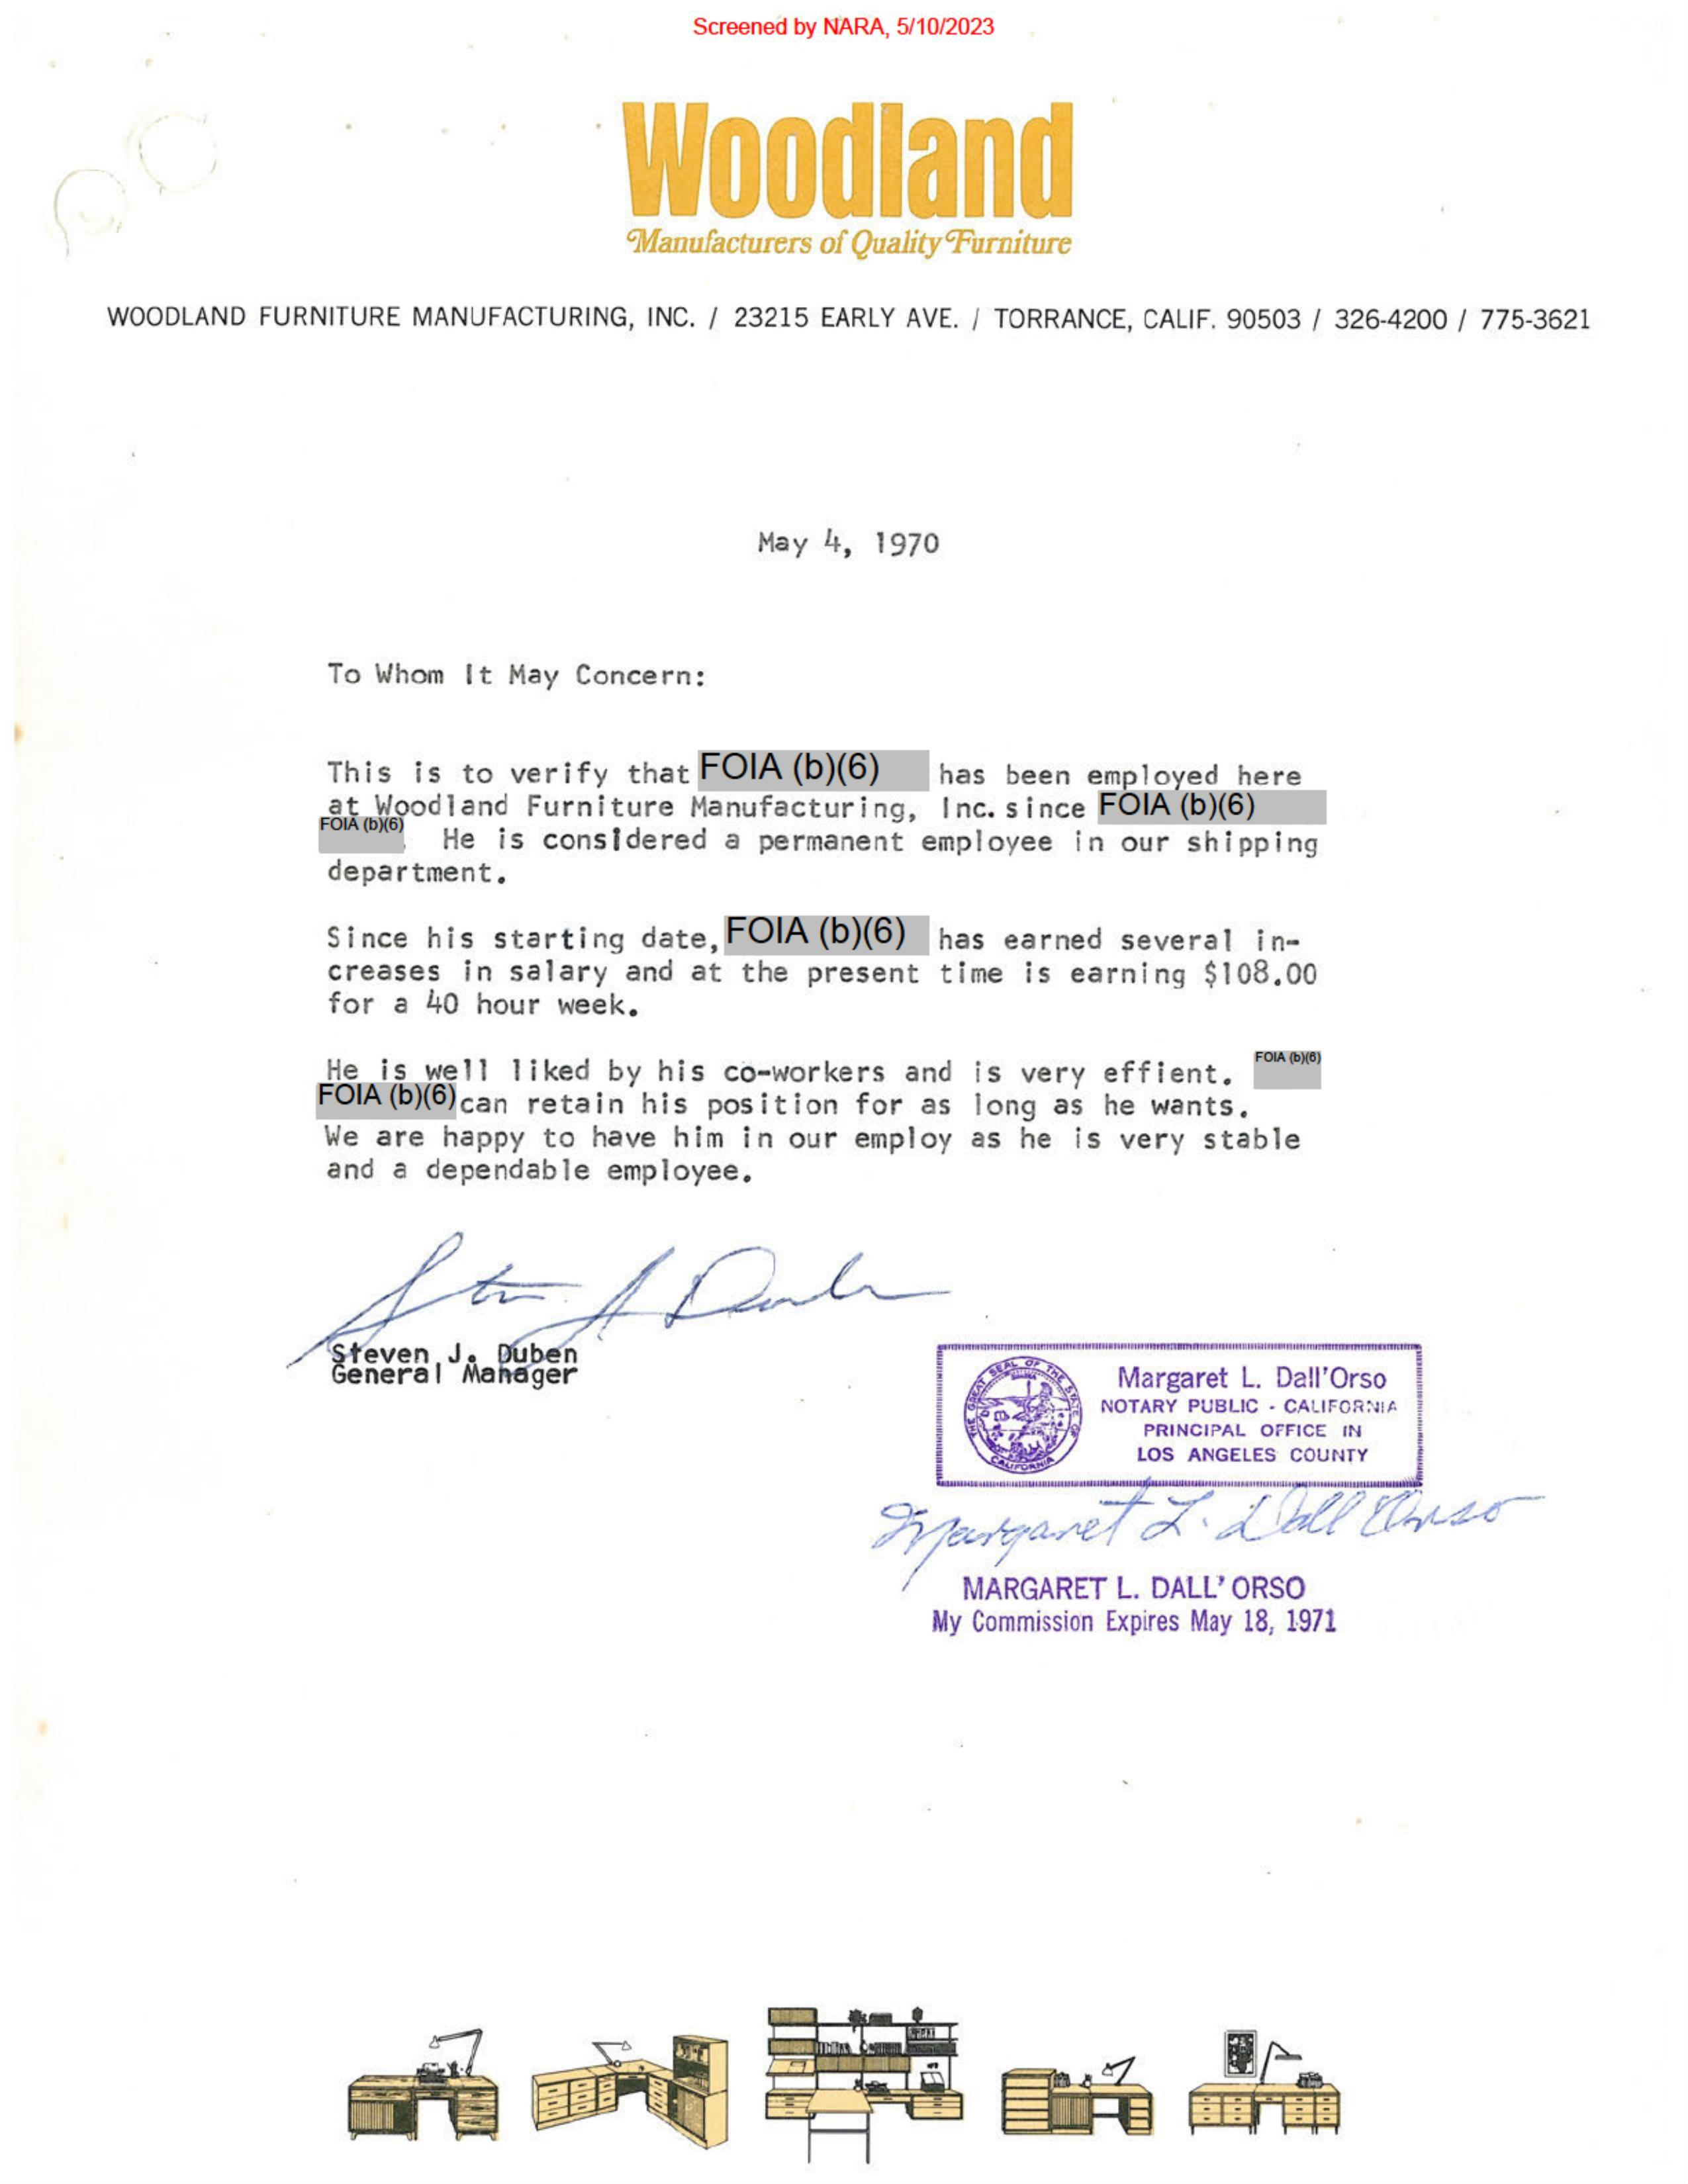 Screened by NARA, 5/10/2023
Woodland
Manufacturers of Quality Furniture
WOODLAND FURNITURE MANUFACTURING, INC. / 23215 EARLY AVE. / TORRANCE, CALIF. 90503 / 326-4200 / 775-3621
May 4, 1970
To Whom It May Concern:
This is to verify that FOIA (b)(6) has been employed here
at Woodland Furniture Manufacturing, Inc. since FOIA (b)(6)
FOIA (b)(6) He is considered a permanent employee in our shipping
department.
Since his starting date, FOIA (b)(6) has earned several in-
creases in salary and at the present time is earning $108.00
for a 40 hour week.
He is well liked by his co-workers and is very effient. FOIA (b)(6)
FOIA (b)(6) can retain his position for as long as he wants.
We are happy to have him in our employ as he is very stable
and a dependable employee.
Steven J. Duben
General Manager
THE GREAT SEAL OF THE STATE OF CALIFORNIA
Margaret L. Dall'Orso
NOTARY PUBLIC - CALIFORNIA
PRINCIPAL OFFICE IN
LOS ANGELES COUNTY
Margaret L. Dall'Orso
MARGARET L. DALL' ORSO
My Commission Expires May 18, 1971